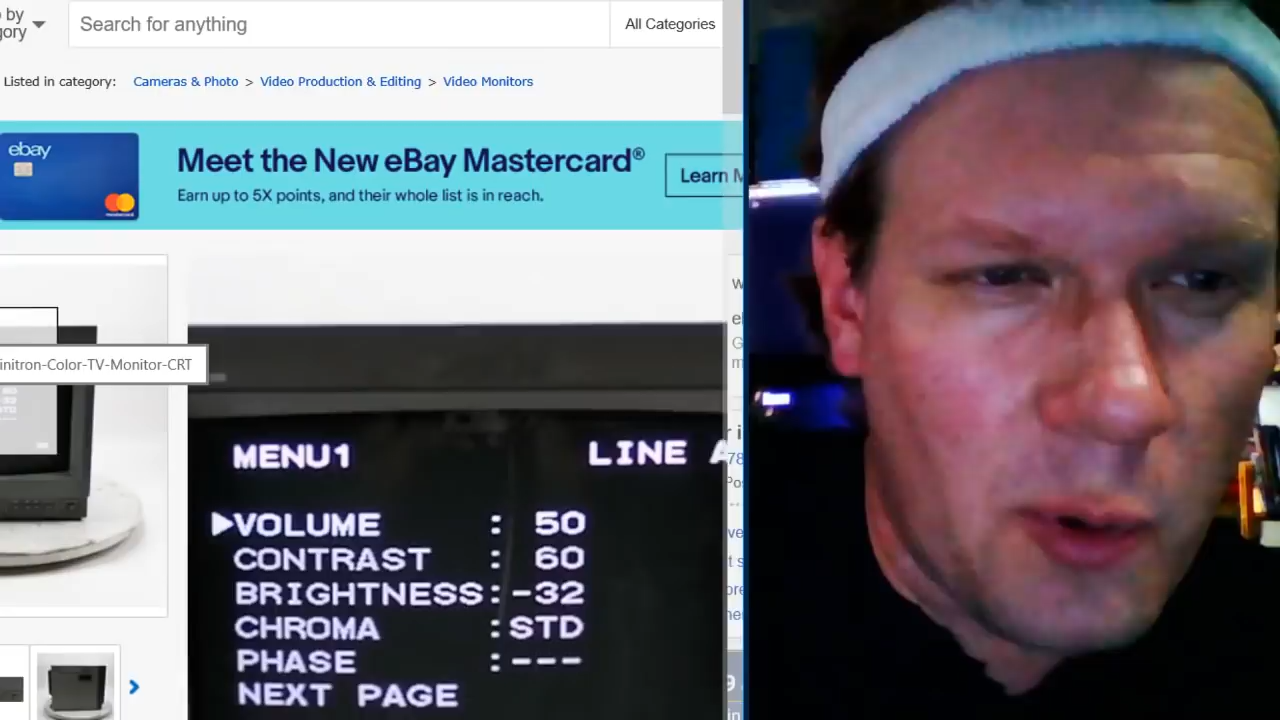 by
gory
Search for anything
All Categories
Listed in category: Cameras & Photo > Video Production & Editing > Video Monitors
ebay
Meet the New eBay Mastercard®
Earn up to 5X points, and their whole list is in reach.
Learn
initron-Color-TV-Monitor-CRT
MENU1 LINE A
▶VOLUME : 50
CONTRAST : 60
BRIGHTNESS:-32
CHROMA :STD
PHASE :---
NEXT PAGE